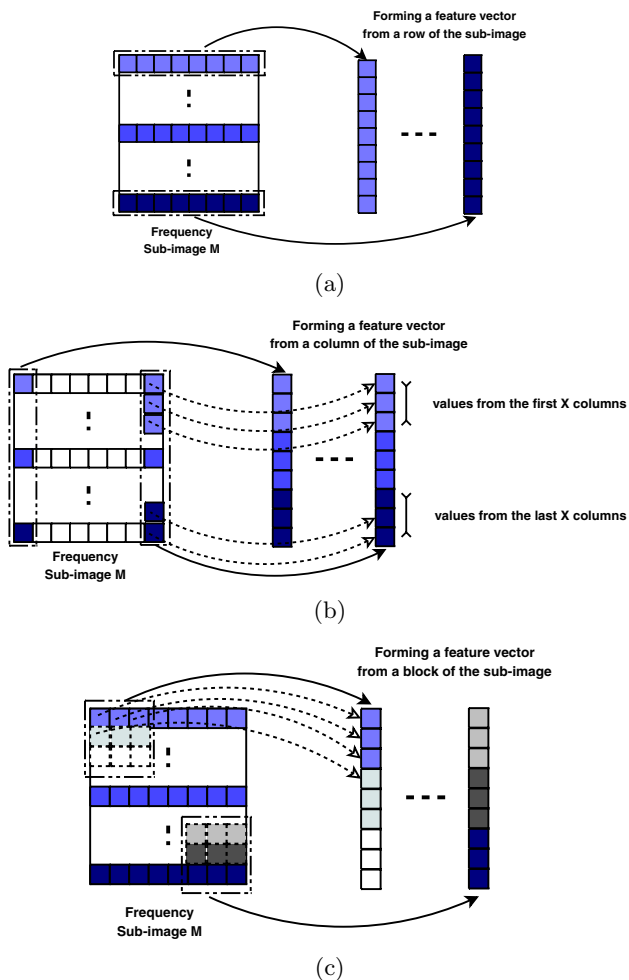 Forming a feature vector
from a row of the sub-image
Frequency
Sub-image M
(a)
Forming a feature vector
from a column of the sub-image
values from the first X columns
values from the last X columns
Frequency
Sub-image M
(b)
Forming a feature vector
from a block of the sub-image
Frequency
Sub-image M
(c)